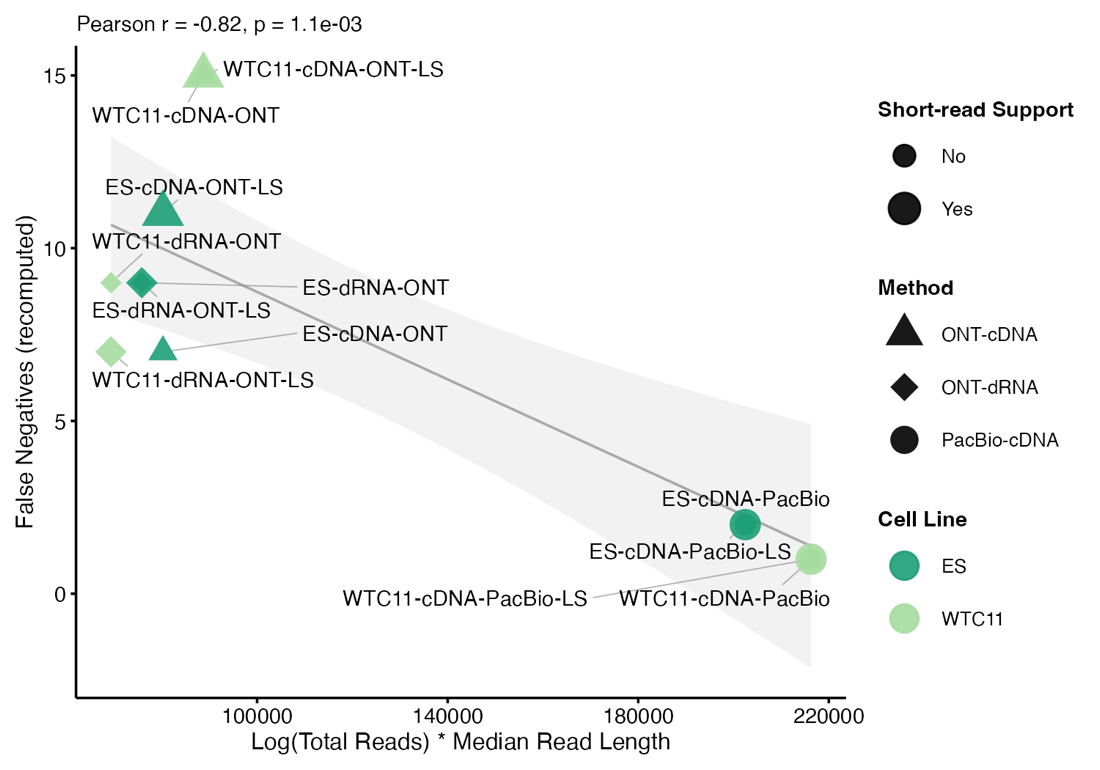 Pearson r = -0.82, p = 1.1e-03
15
10
5
0
False Negatives (recomputed)
WTC11-cDNA-ONT-LS
WTC11-cDNA-ONT
ES-cDNA-ONT-LS
WTC11-dRNA-ONT
ES-dRNA-ONT
ES-dRNA-ONT-LS
ES-cDNA-ONT
WTC11-dRNA-ONT-LS
ES-cDNA-PacBio
ES-cDNA-PacBio-LS
WTC11-cDNA-PacBio-LS
WTC11-cDNA-PacBio
100000
140000
180000
220000
Log(Total Reads) * Median Read Length
Short-read Support
No
Yes
Method
ONT-cDNA
ONT-dRNA
PacBio-cDNA
Cell Line
ES
WTC11